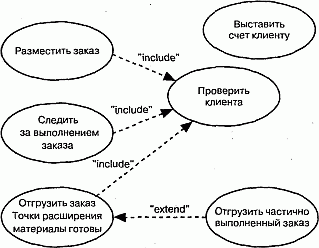 Выставить
счет клиенту
Разместить заказ
"include"
Проверить
клиента
"include"
Следить
за выполнением
заказа
"include"
Отгрузить заказ
Точки расширения
материалы готовы
"extend"
Отгрузить частично
выполненный заказ